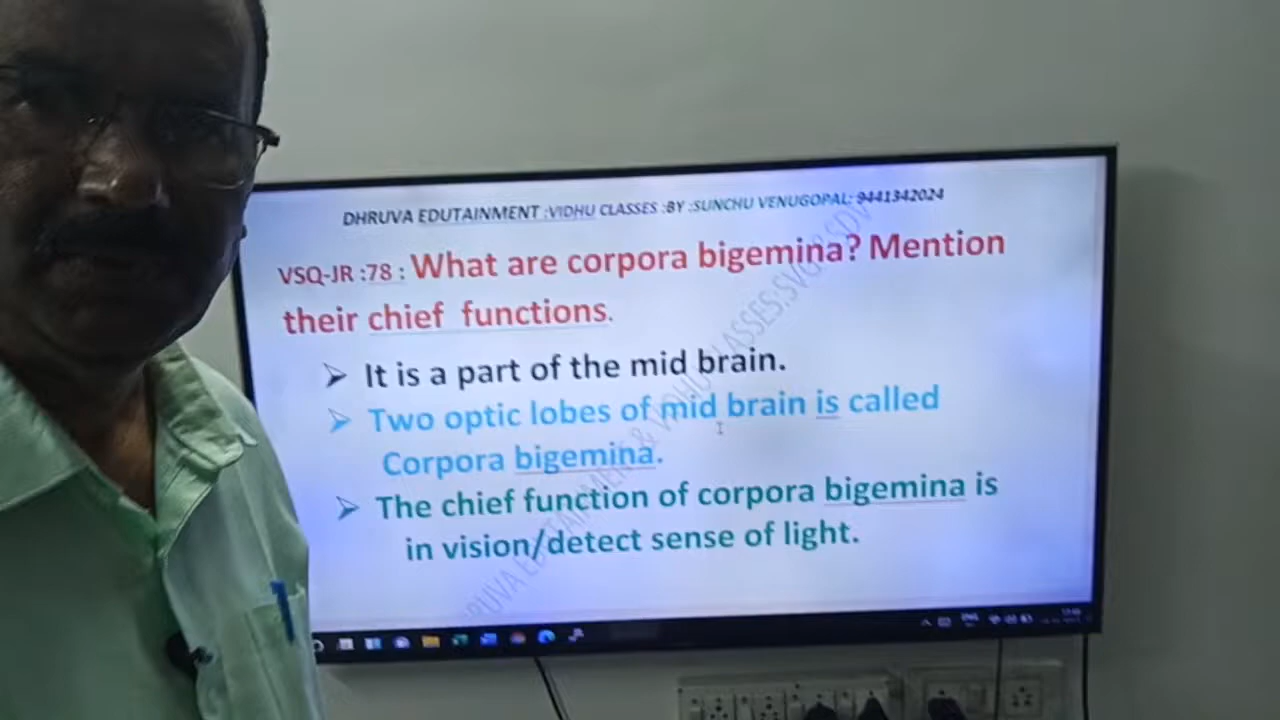 DHRUVA EDUTAINMENT :VIDHU CLASSES :BY :SUNCHU VENUGOPAL: 9441342024
VSQ-JR :78 : What are corpora bigemina? Mention
their chief functions.
➢ It is a part of the mid brain.
➢ Two optic lobes of mid brain is called
Corpora bigemina.
➢ The chief function of corpora bigemina is
in vision/detect sense of light.